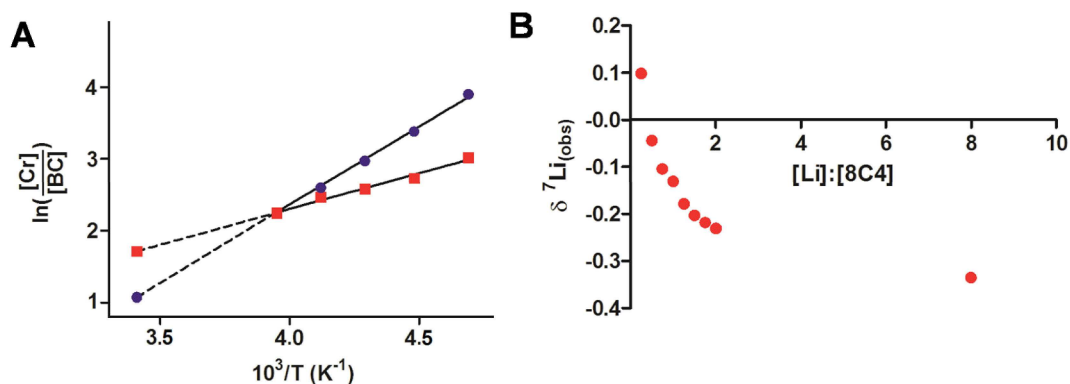 A
ln([Cr]/[BC])
4
3
2
1
3.5 4.0 4.5
10³/T (K⁻¹)
B
δ ⁷Li(obs)
0.2
0.1
-0.0
-0.1
-0.2
-0.3
-0.4
2 4 6 8 10
[Li]:[8C4]